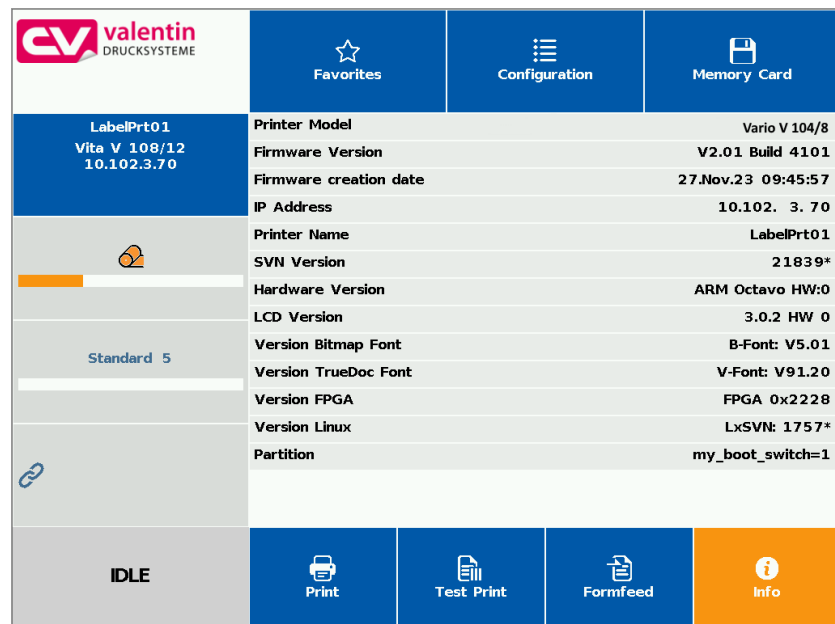 valentin
DRUCKSYSTEME
Favorites
Configuration
Memory Card
LabelPrt01
Vita V 108/12
10.102.3.70
Printer Model Vario V 104/8
Firmware Version V2.01 Build 4101
Firmware creation date 27.Nov.23 09:45:57
IP Address 10.102. 3. 70
Printer Name LabelPrt01
SVN Version 21839*
Hardware Version ARM Octavo HW:0
LCD Version 3.0.2 HW 0
Version Bitmap Font B-Font: V5.01
Version TrueDoc Font V-Font: V91.20
Version FPGA FPGA 0x2228
Version Linux LxSVN: 1757*
Partition my_boot_switch=1
Standard 5
IDLE
Print
Test Print
Formfeed
Info